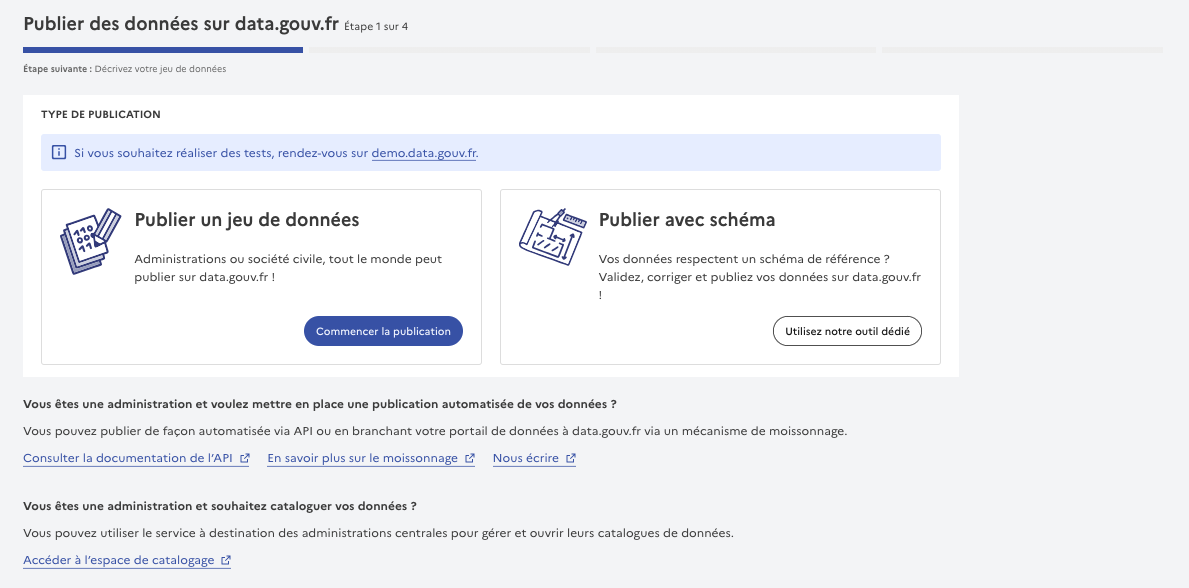 Publier des données sur data.gouv.fr Étape 1 sur 4
Étape suivante : Décrivez votre jeu de données
TYPE DE PUBLICATION
Si vous souhaitez réaliser des tests, rendez-vous sur demo.data.gouv.fr.
Publier un jeu de données
Administrations ou société civile, tout le monde peut
publier sur data.gouv.fr !
Commencer la publication
Publier avec schéma
Vos données respectent un schéma de référence ?
Validez, corriger et publiez vos données sur data.gouv.fr
!
Utilisez notre outil dédié
Vous êtes une administration et voulez mettre en place une publication automatisée de vos données ?
Vous pouvez publier de façon automatisée via API ou en branchant votre portail de données à data.gouv.fr via un mécanisme de moissonnage.
Consulter la documentation de l'API En savoir plus sur le moissonnage Nous écrire
Vous êtes une administration et souhaitez cataloguer vos données ?
Vous pouvez utiliser le service à destination des administrations centrales pour gérer et ouvrir leurs catalogues de données.
Accéder à l'espace de catalogage